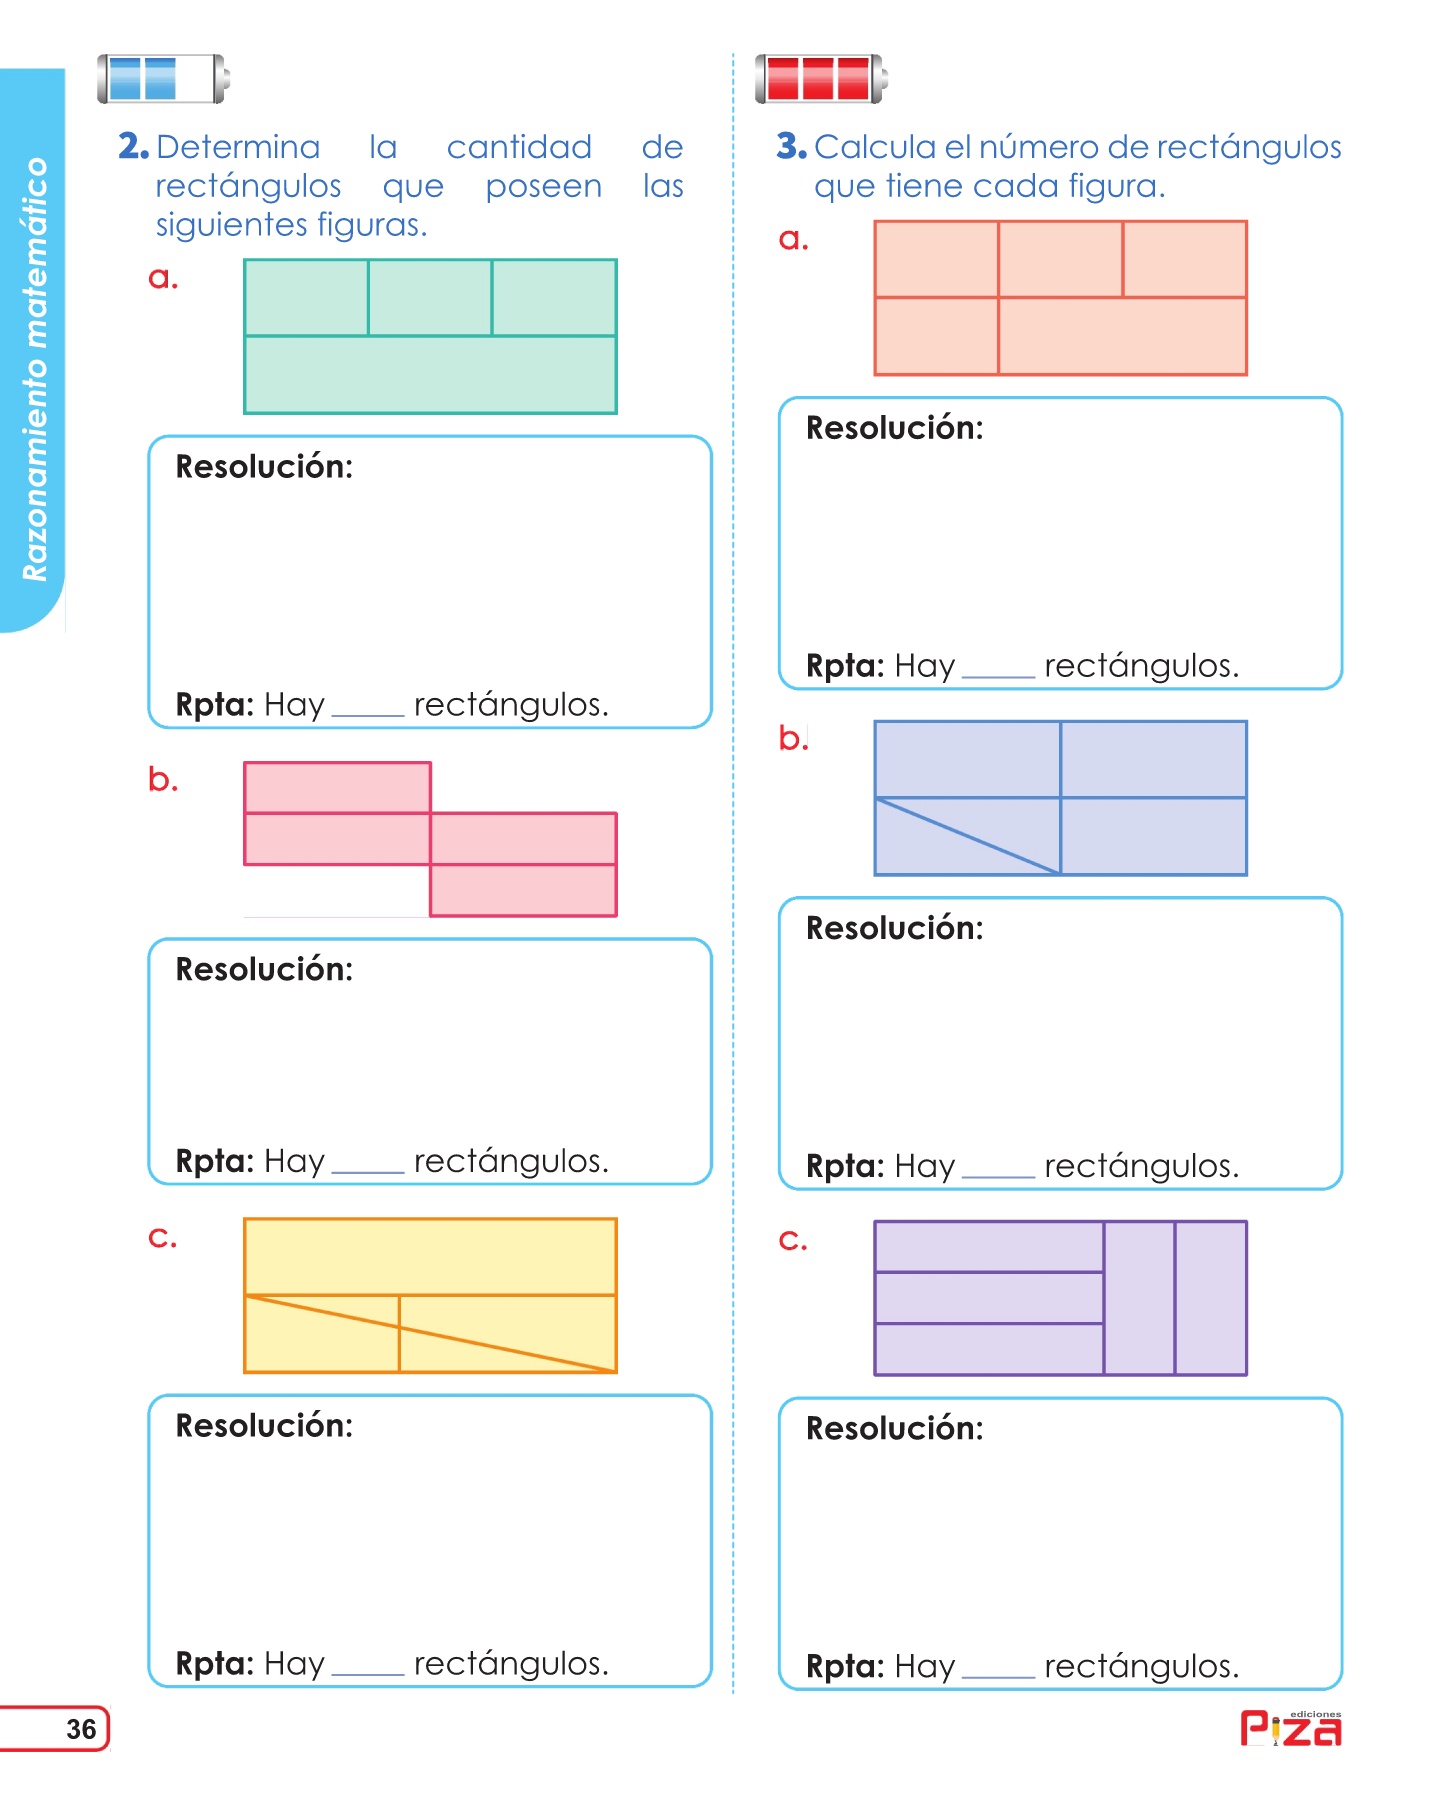 Razonamiento matemático
2. Determina la cantidad de
rectángulos que poseen las
siguientes figuras.
a.
Resolución:
Rpta: Hay _____ rectángulos.
b.
Resolución:
Rpta: Hay _____ rectángulos.
c.
Resolución:
Rpta: Hay _____ rectángulos.
3. Calcula el número de rectángulos
que tiene cada figura.
a.
Resolución:
Rpta: Hay _____ rectángulos.
b.
Resolución:
Rpta: Hay _____ rectángulos.
c.
Resolución:
Rpta: Hay _____ rectángulos.
36
ediciones
Piza